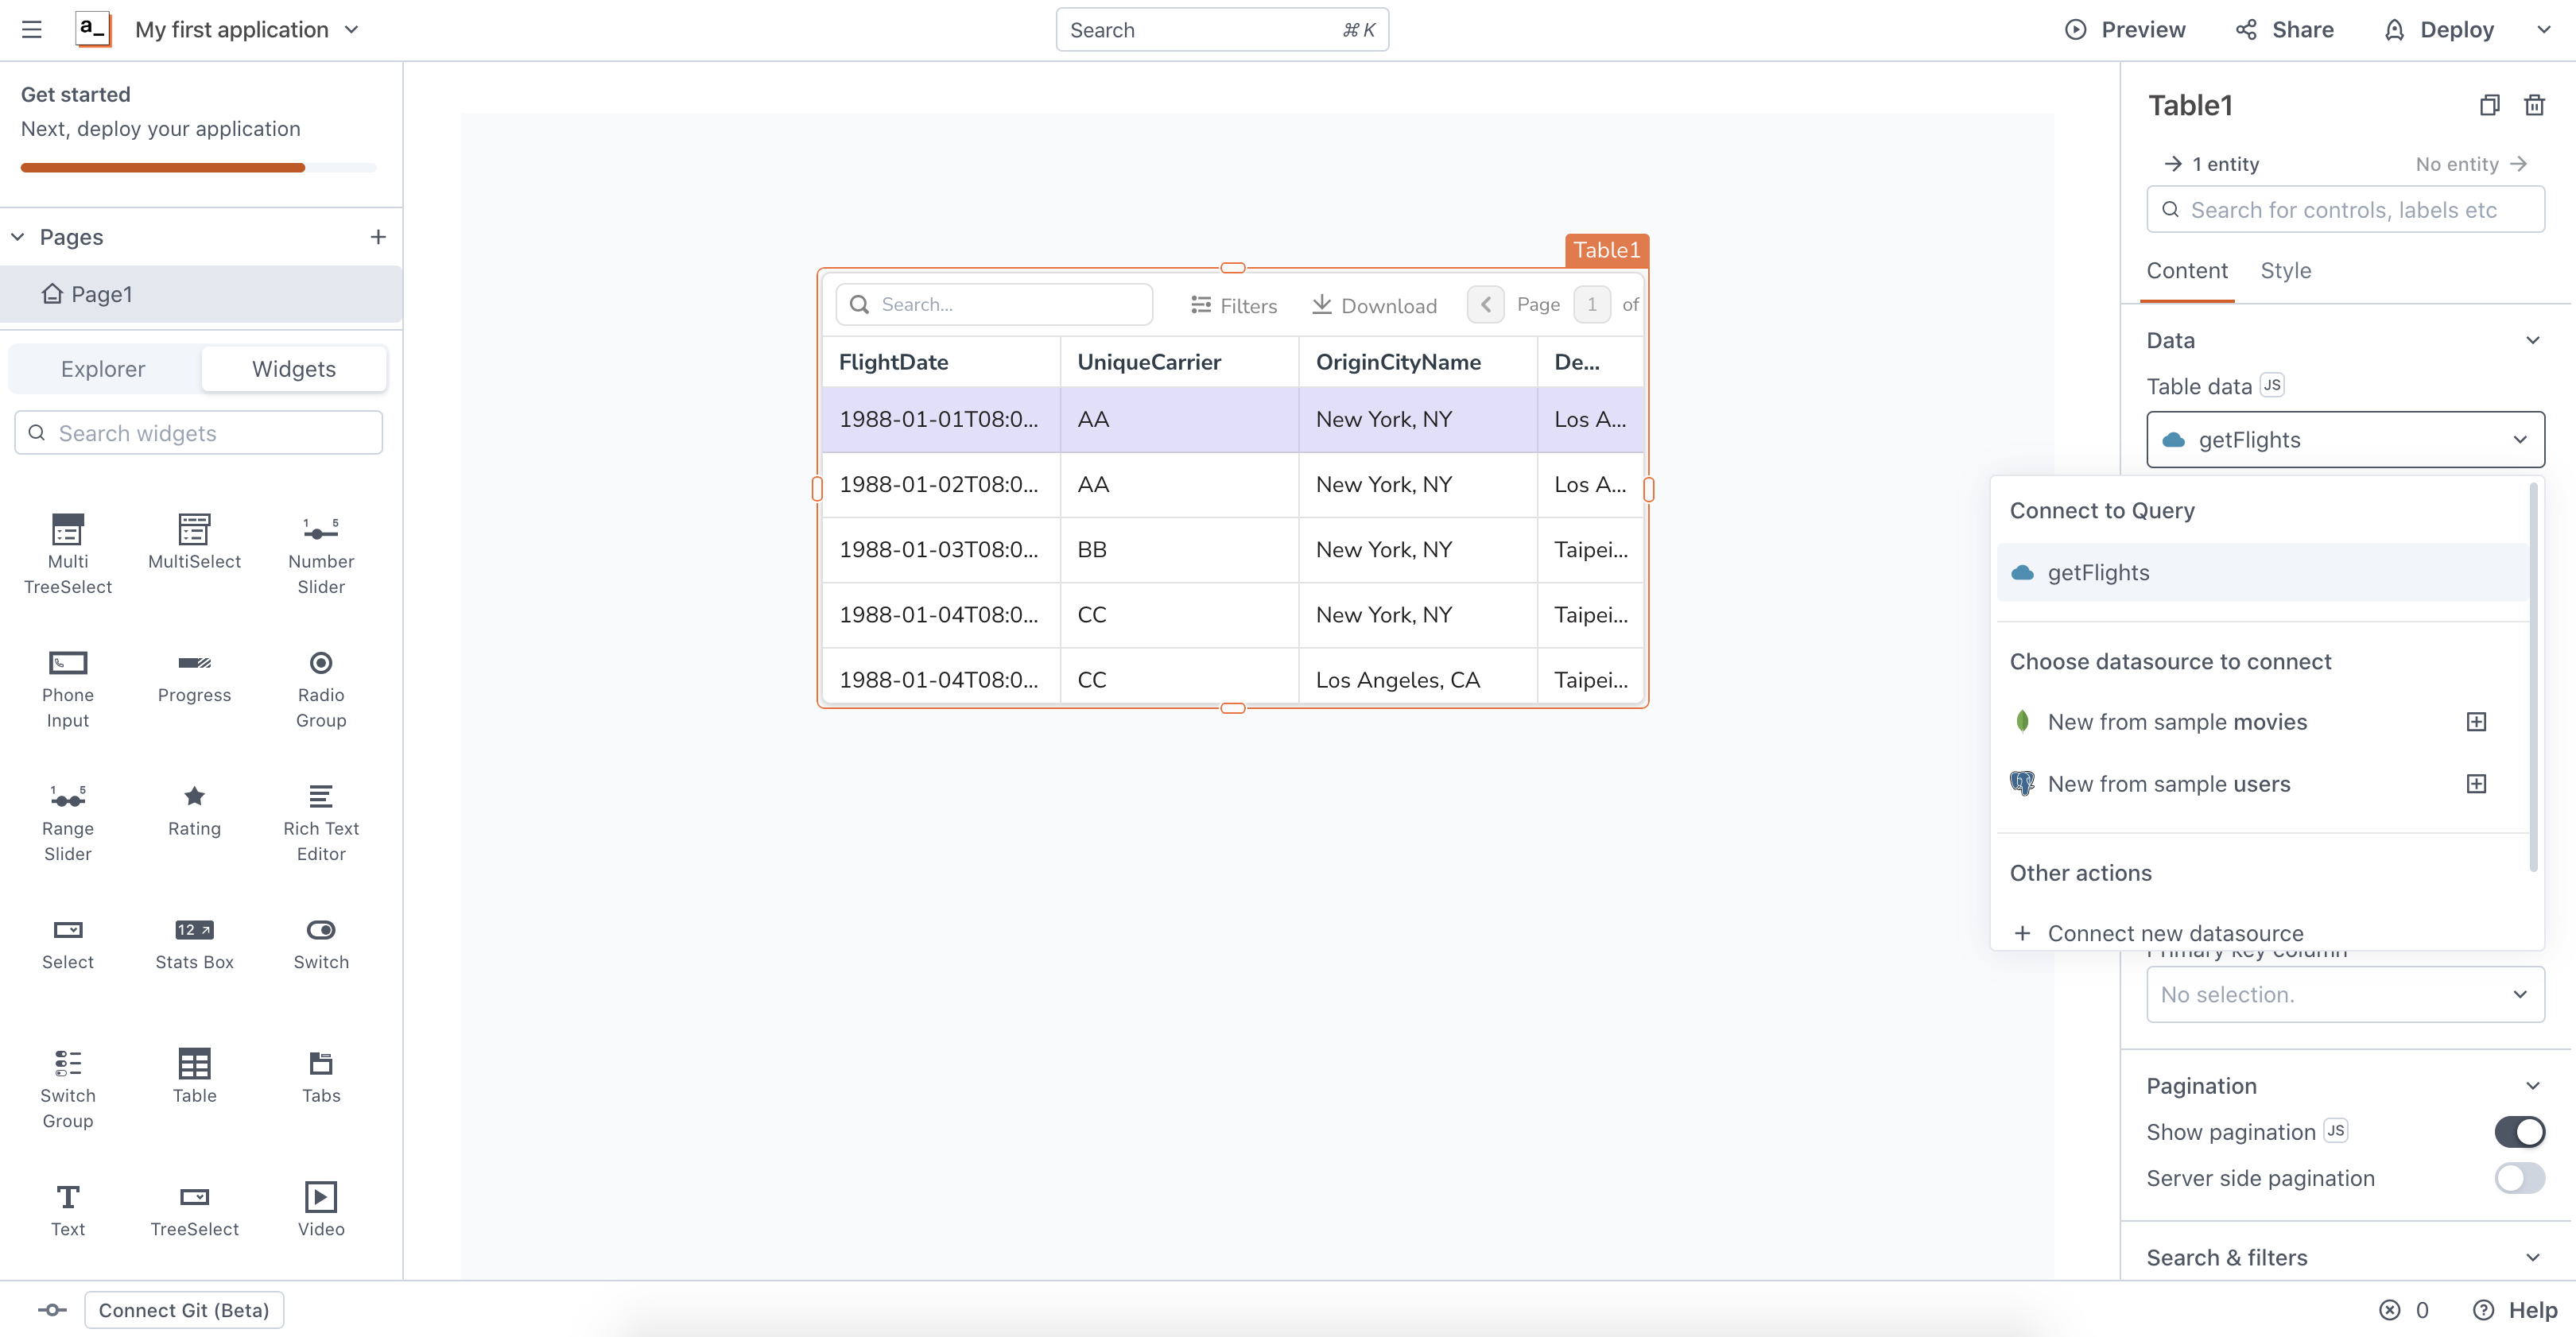 a_
My first application
Search
⌘ K
Preview
Share
Deploy
Get started
Next, deploy your application
Pages
Page1
Explorer
Widgets
Search widgets
Multi
TreeSelect
MultiSelect
1 5
Number
Slider
Phone
Input
Progress
Radio
Group
1 5
Range
Slider
Rating
Rich Text
Editor
Select
12
Stats Box
Switch
Switch
Group
Table
Tabs
T
Text
TreeSelect
Video
Table1
Search...
Filters
Download
Page
1
of
FlightDate UniqueCarrier OriginCityName De...
1988-01-01T08:0... AA New York, NY Los A...
1988-01-02T08:0... AA New York, NY Los A...
1988-01-03T08:0... BB New York, NY Taipei...
1988-01-04T08:0... CC New York, NY Taipei...
1988-01-04T08:0... CC Los Angeles, CA Taipei...
Table1
1 entity
No entity
Search for controls, labels etc
Content
Style
Data
Table data JS
getFlights
Connect to Query
getFlights
Choose datasource to connect
New from sample movies
New from sample users
Other actions
Connect new datasource
Primary key column
No selection.
Pagination
Show pagination JS
Server side pagination
Search & filters
Connect Git (Beta)
0
Help